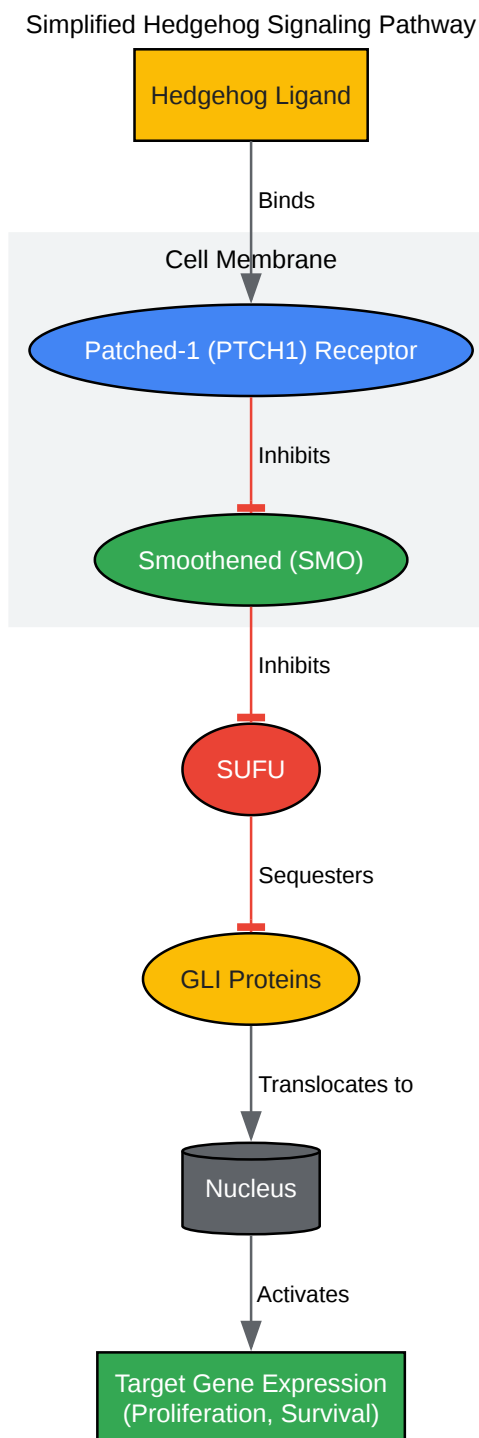 Simplified Hedgehog Signaling Pathway
Hedgehog Ligand
Binds
Cell Membrane
Patched-1 (PTCH1) Receptor
Inhibits
Smoothened (SMO)
Inhibits
SUFU
Sequesters
GLI Proteins
Translocates to
Nucleus
Activates
Target Gene Expression
(Proliferation, Survival)